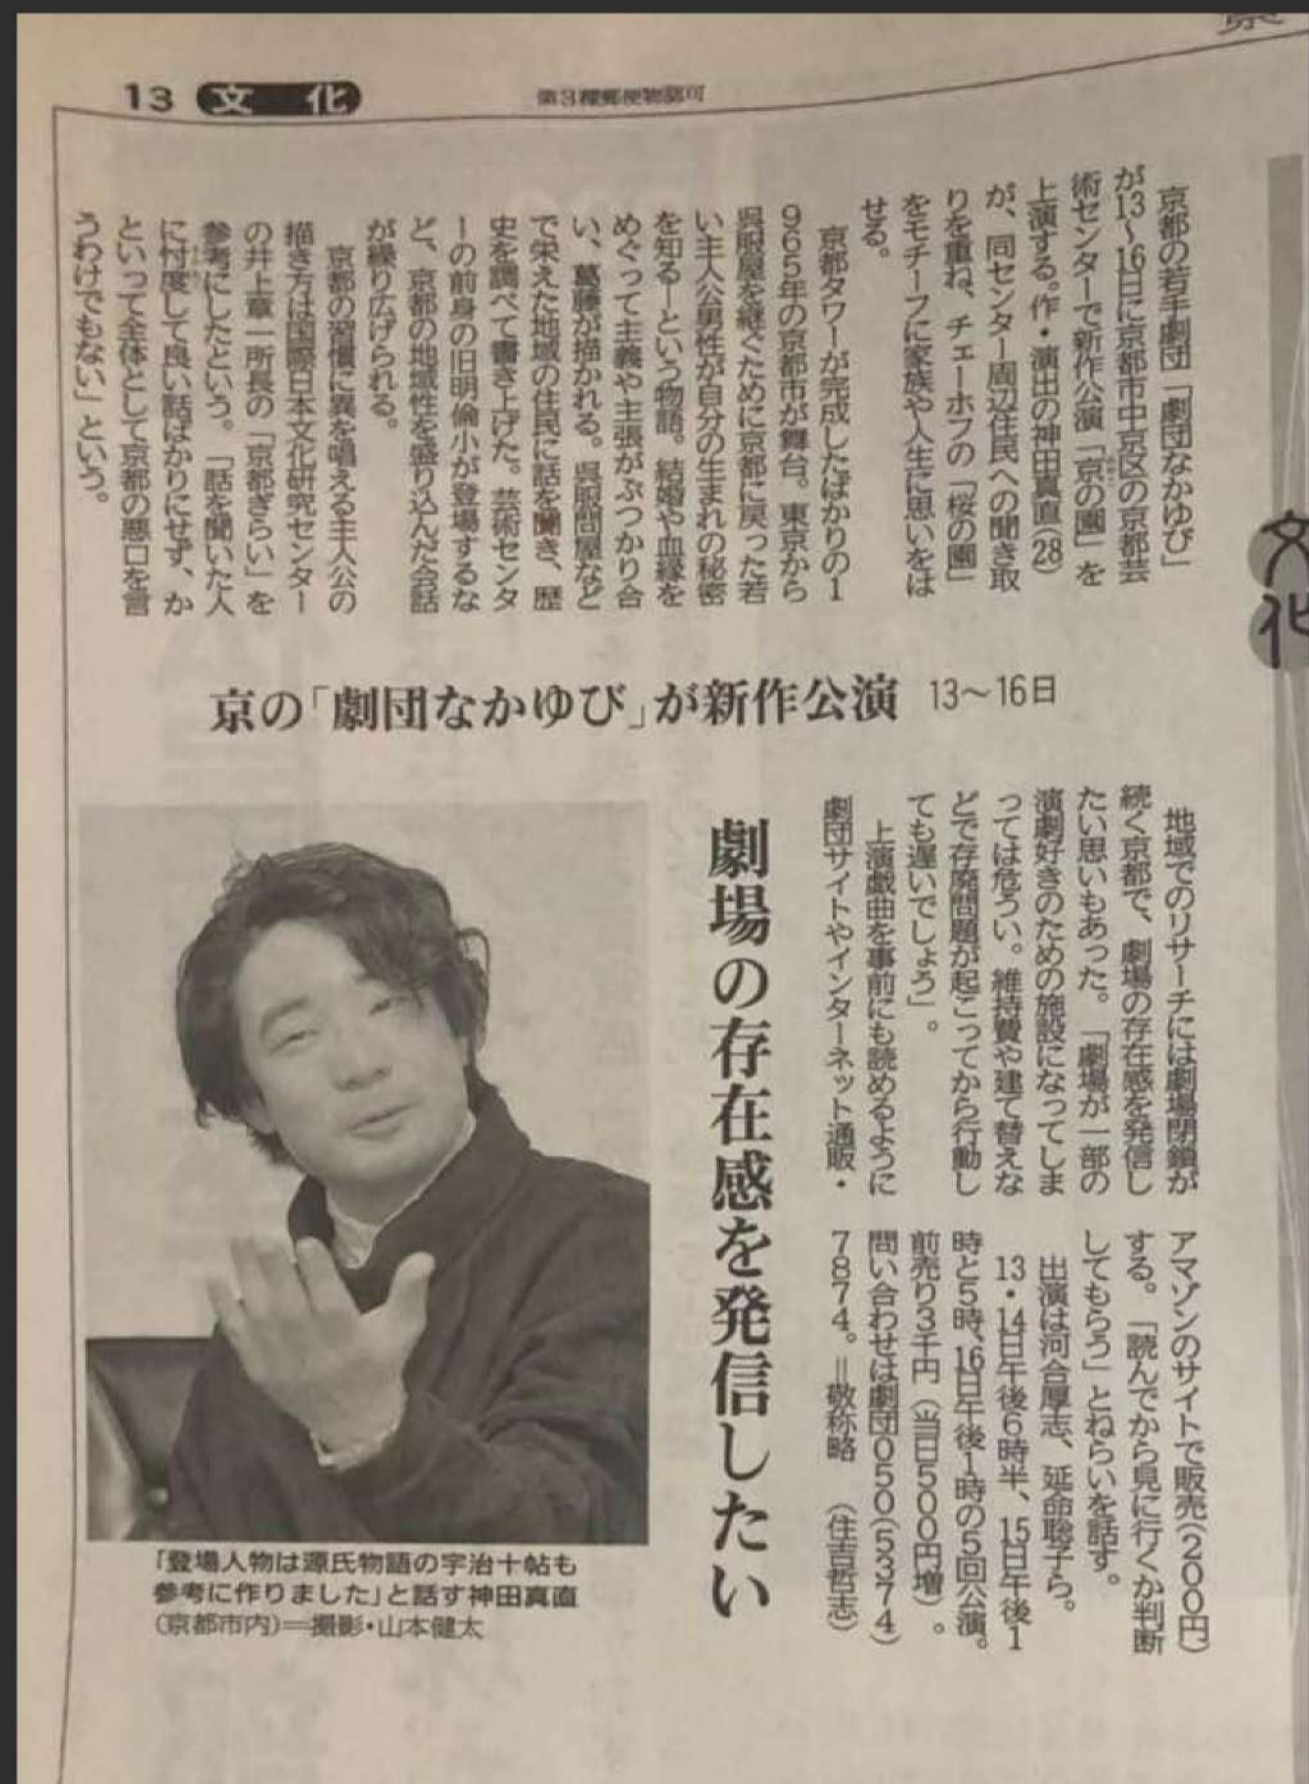 13 文化
第3種郵便物認可
文化
京の「劇団なかゆび」が新作公演 13〜16日
劇場の存在感を発信したい
京都の若手劇団「劇団なかゆび」
が13〜16日に京都市中京区の京都芸
術センターで新作公演「京の園」を
上演する。作・演出の神田真直(28)
が、同センター周辺住民への聞き取
りを重ね、チェーホフの「桜の園」
をモチーフに家族や人生に思いをは
せる。
京都タワーが完成したばかりの1
965年の京都市が舞台。東京から
呉服屋を継ぐために京都に戻った若
い主人公男性が自分の生まれの秘密
を知る―という物語。結婚や血縁を
めぐって主義や主張がぶつかり合
い、葛藤が描かれる。呉服問屋など
で栄えた地域の住民に話を聞き、歴
史を調べて書き上げた。芸術センタ
ーの前身の旧明倫小が登場するな
ど、京都の地域性を盛り込んだ会話
が繰り広げられる。
京都の習慣に異を唱える主人公の
描き方は国際日本文化研究センター
の井上章一所長の「京都ぎらい」を
参考にしたという。「話を聞いた人
に忖度して良い話ばかりにせず、か
といって全体として京都の悪口を言
うわけでもない」という。
地域でのリサーチには劇場閉鎖が
続く京都で、劇場の存在感を発信し
たい思いもあった。「劇場が一部の
演劇好きのための施設になってしま
っては危うい。維持費や建て替えな
どで存廃問題が起こってから行動し
ても遅いでしょう」。
上演戯曲を事前にも読めるように
劇団サイトやインターネット通販・
アマゾンのサイトで販売(200円)
する。「読んでから見に行くか判断
してもらう」とねらいを話す。
出演は河合厚志、延命聡子ら。
13・14日午後6時半、15日午後1
時と5時、16日午後1時の5回公演。
前売り3千円(当日500円増)。
問い合わせは劇団050(5374)
7874。＝敬称略 (住吉哲志)
「登場人物は源氏物語の宇治十帖も
参考に作りました」と話す神田真直
(京都市内)＝撮影・山本健太